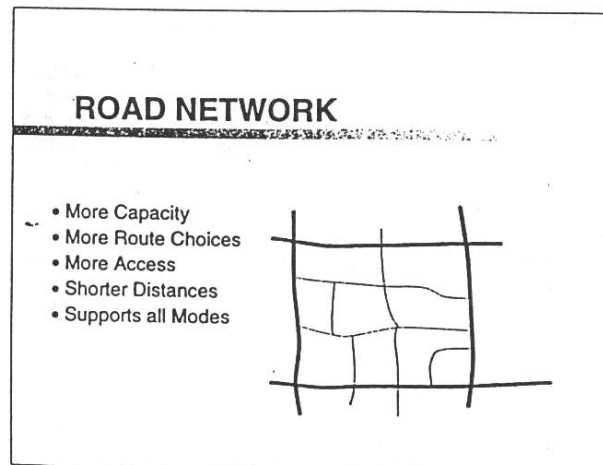 ROAD NETWORK
• More Capacity
• More Route Choices
• More Access
• Shorter Distances
• Supports all Modes